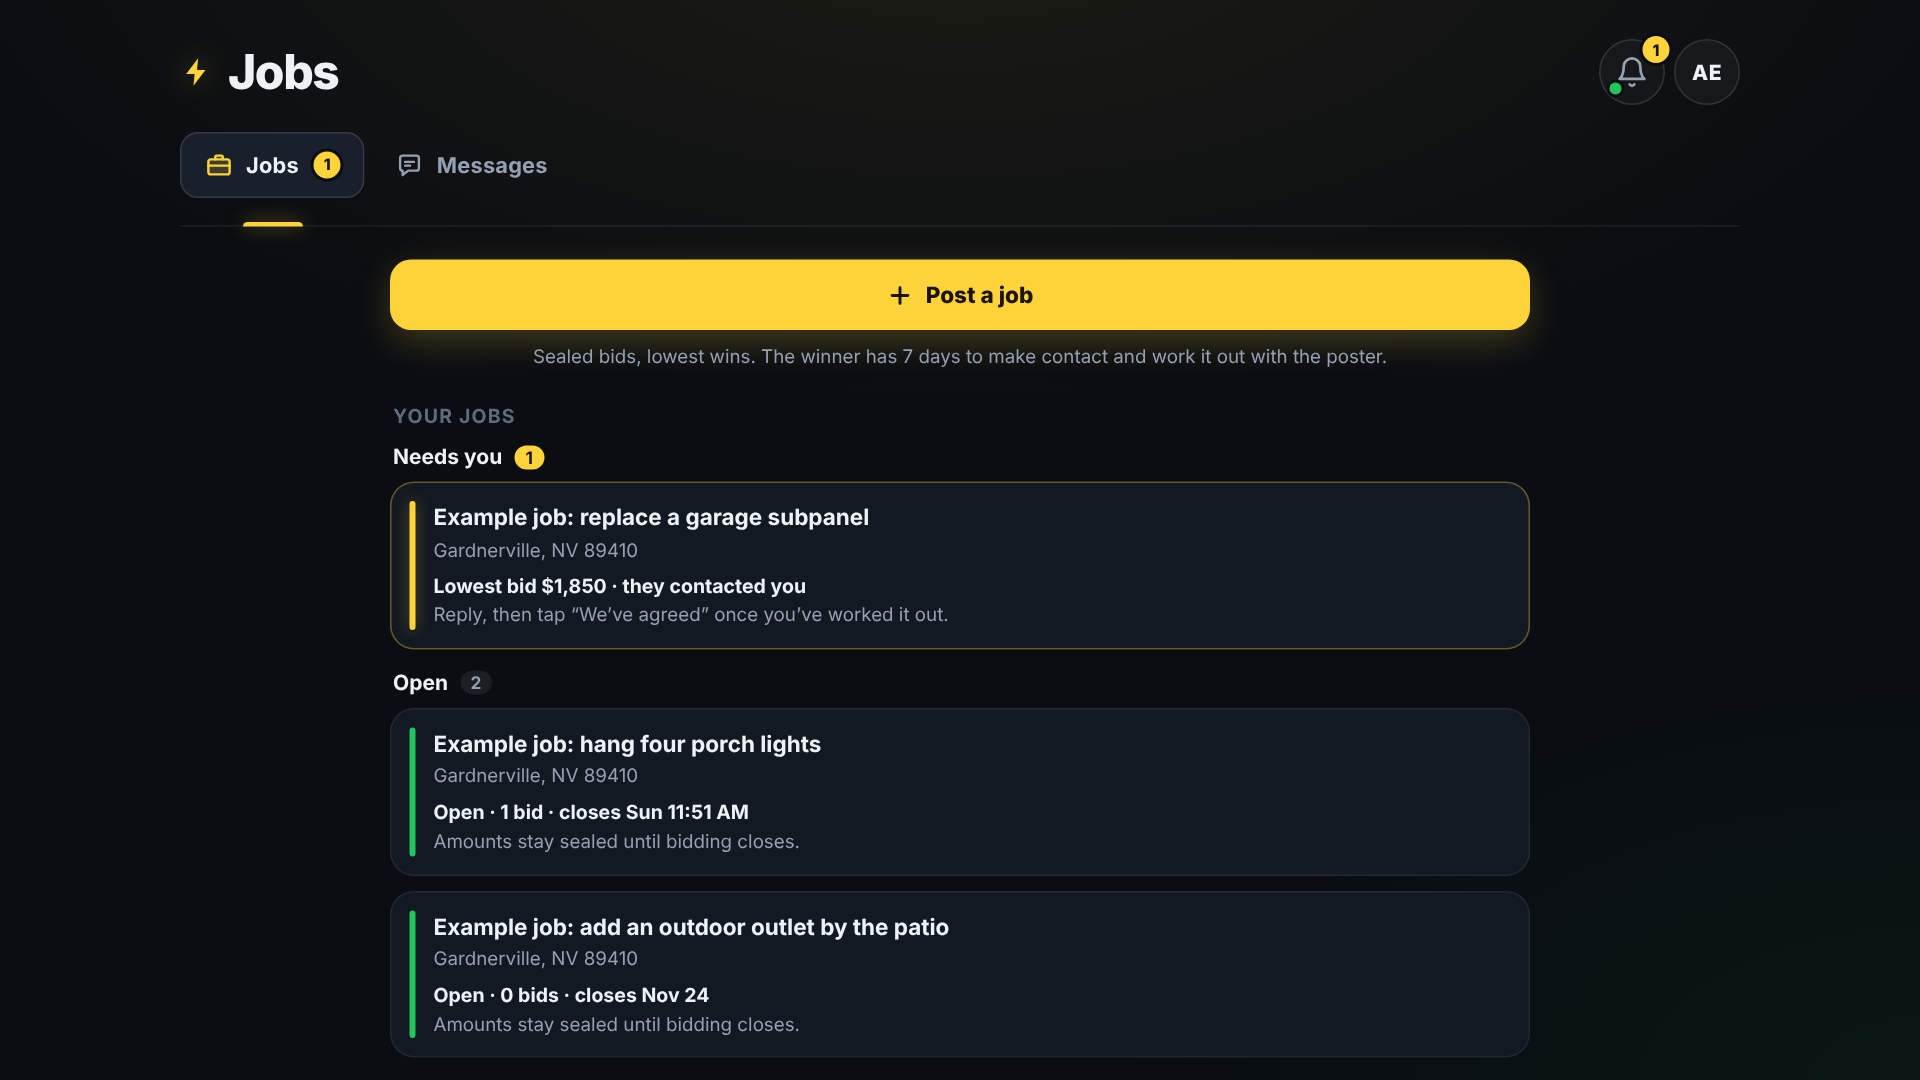 Jobs
1
AE
Jobs 1
Messages
Post a job
Sealed bids, lowest wins. The winner has 7 days to make contact and work it out with the poster.
YOUR JOBS
Needs you 1
Example job: replace a garage subpanel
Gardnerville, NV 89410
Lowest bid $1,850 · they contacted you
Reply, then tap “We’ve agreed” once you’ve worked it out.
Open 2
Example job: hang four porch lights
Gardnerville, NV 89410
Open · 1 bid · closes Sun 11:51 AM
Amounts stay sealed until bidding closes.
Example job: add an outdoor outlet by the patio
Gardnerville, NV 89410
Open · 0 bids · closes Nov 24
Amounts stay sealed until bidding closes.